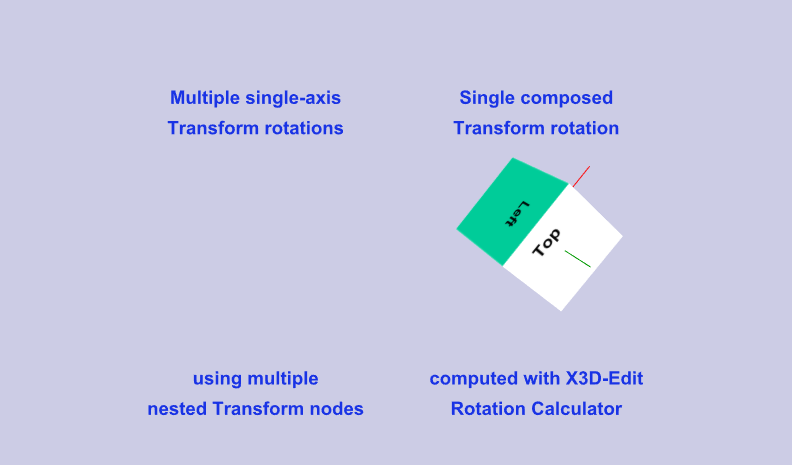 Multiple single-axis
Transform rotations
Single composed
Transform rotation
Left
Top
using multiple
nested Transform nodes
computed with X3D-Edit
Rotation Calculator